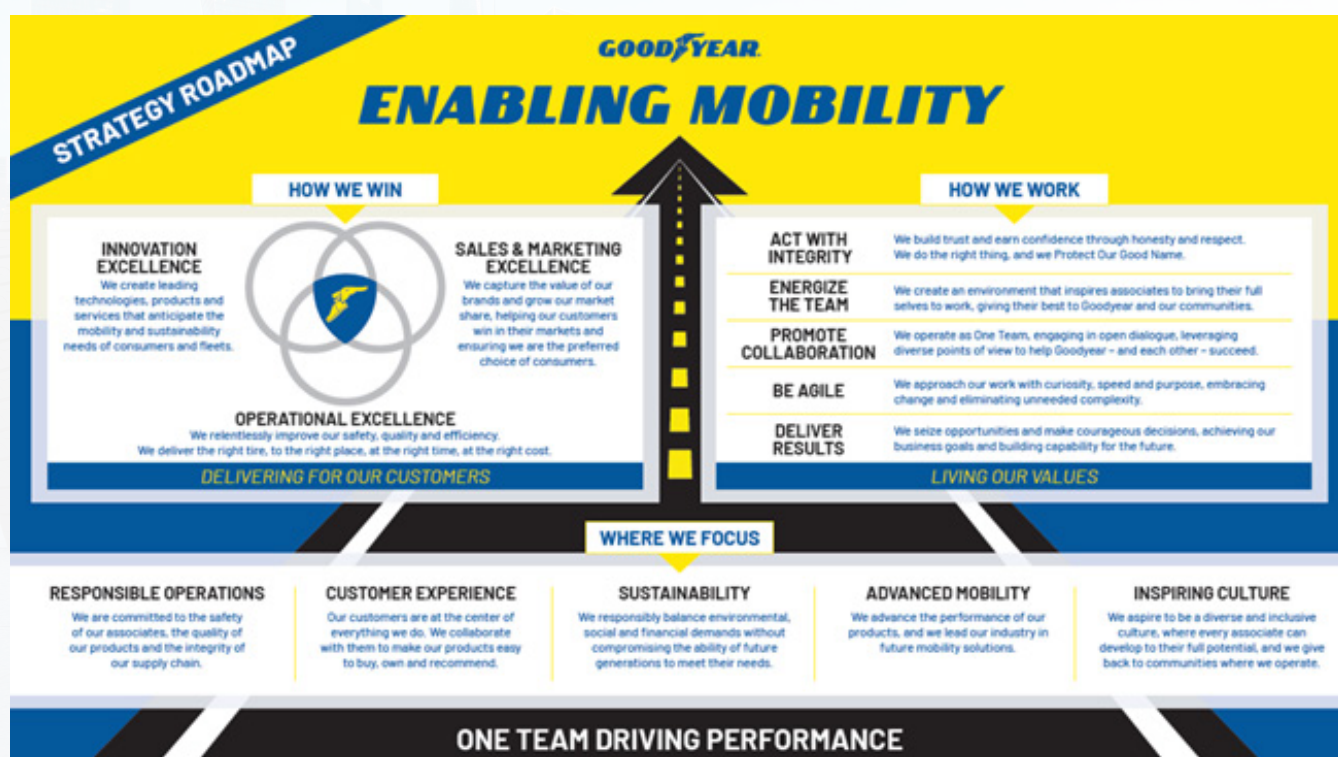 STRATEGY ROADMAP
GOODYEAR
ENABLING MOBILITY
HOW WE WIN
INNOVATION
EXCELLENCE
We create leading
technologies, products and
services that anticipate the
mobility and sustainability
needs of consumers and fleets.
SALES & MARKETING
EXCELLENCE
We capture the value of our
brands and grow our market
share, helping our customers
win in their markets and
ensuring we are the preferred
choice of consumers.
OPERATIONAL EXCELLENCE
We relentlessly improve our safety, quality and efficiency.
We deliver the right tire, to the right place, at the right time, at the right cost.
DELIVERING FOR OUR CUSTOMERS
HOW WE WORK
ACT WITH
INTEGRITY
We build trust and earn confidence through honesty and respect.
We do the right thing, and we Protect Our Good Name.
ENERGIZE
THE TEAM
We create an environment that inspires associates to bring their full
selves to work, giving their best to Goodyear and our communities.
PROMOTE
COLLABORATION
We operate as One Team, engaging in open dialogue, leveraging
diverse points of view to help Goodyear – and each other – succeed.
BE AGILE
We approach our work with curiosity, speed and purpose, embracing
change and eliminating unneeded complexity.
DELIVER
RESULTS
We seize opportunities and make courageous decisions, achieving our
business goals and building capability for the future.
LIVING OUR VALUES
WHERE WE FOCUS
RESPONSIBLE OPERATIONS
We are committed to the safety
of our associates, the quality of
our products and the integrity of
our supply chain.
CUSTOMER EXPERIENCE
Our customers are at the center of
everything we do. We collaborate
with them to make our products easy
to buy, own and recommend.
SUSTAINABILITY
We responsibly balance environmental,
social and financial demands without
compromising the ability of future
generations to meet their needs.
ADVANCED MOBILITY
We advance the performance of our
products, and we lead our industry in
future mobility solutions.
INSPIRING CULTURE
We aspire to be a diverse and inclusive
culture, where every associate can
develop to their full potential, and we give
back to communities where we operate.
ONE TEAM DRIVING PERFORMANCE